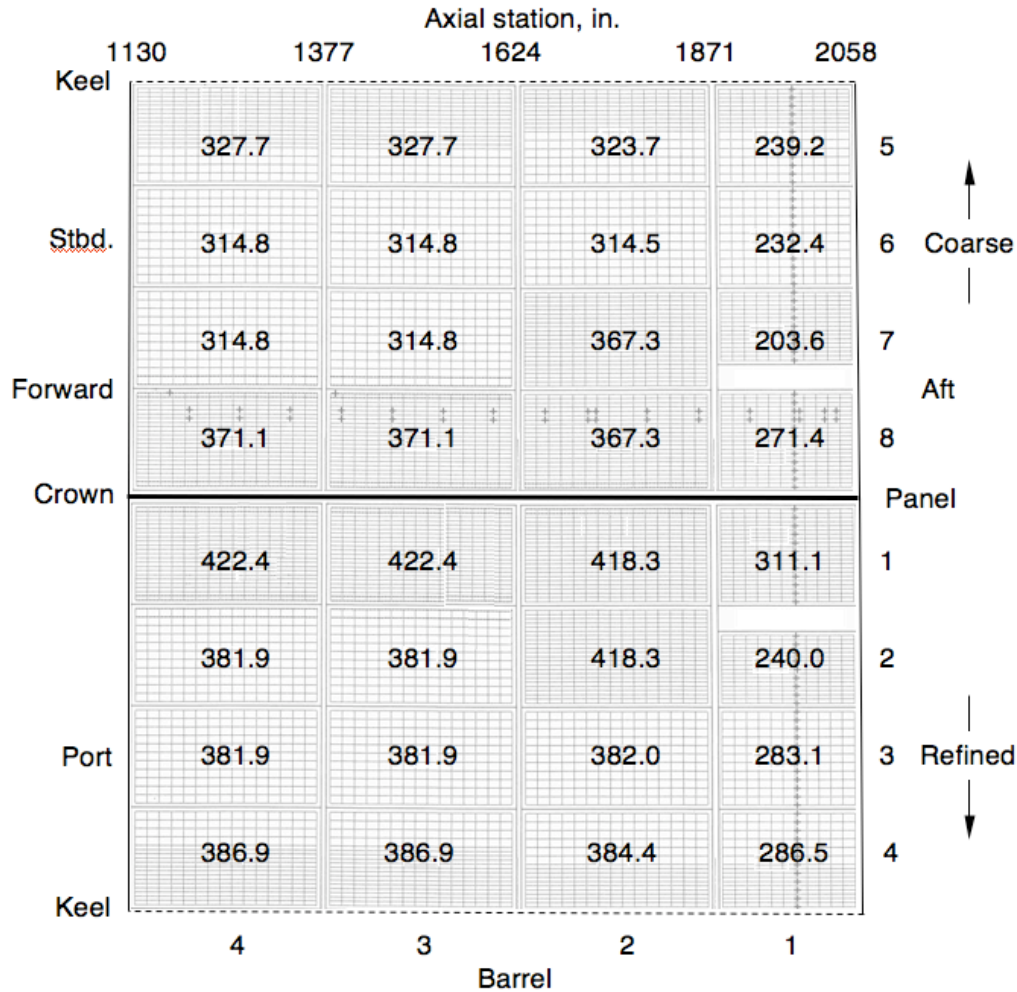 Axial station, in.
1130 1377 1624 1871 2058
Keel
327.7 327.7 323.7 239.2 5
Stbd. 314.8 314.8 314.5 232.4 6 Coarse
314.8 314.8 367.3 203.6 7
Forward Aft
371.1 371.1 367.3 271.4 8
Crown Panel
422.4 422.4 418.3 311.1 1
381.9 381.9 418.3 240.0 2
Port 381.9 381.9 382.0 283.1 3 Refined
386.9 386.9 384.4 286.5 4
Keel
4 3 2 1
Barrel